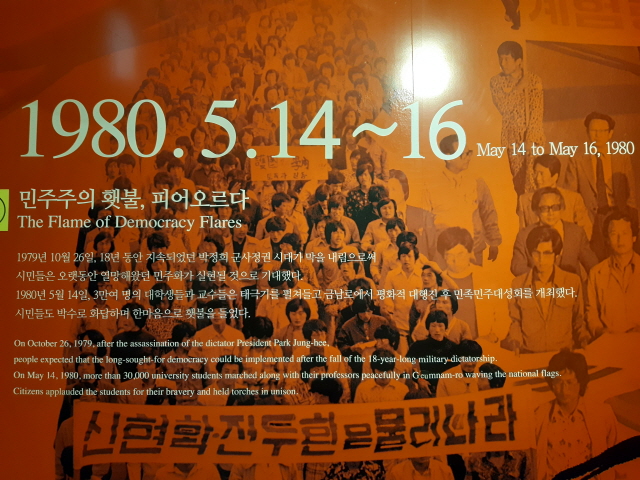 계엄
1980. 5. 14 ~ 16 May 14 to May 16, 1980
민주주의 횃불, 피어오르다
The Flame of Democracy Flares
1979년 10월 26일, 18년 동안 지속되었던 박정희 군사정권 시대가 막을 내림으로써
시민들은 오랫동안 열망해왔던 민주화가 실현될 것으로 기대했다.
1980년 5월 14일, 3만여 명의 대학생들과 교수들은 태극기를 펼쳐들고 금남로에서 평화적 대행진 후 민족민주대성회를 개최했다.
시민들도 박수로 화답하며 한마음으로 횃불을 들었다.
On October 26, 1979, after the assassination of the dictator President Park Jung-hee,
people expected that the long-sought-for democracy could be implemented after the fall of the 18-year-long military dictatorship.
On May 14, 1980, more than 30,000 university students marched along with their professors peacefully in Geumnam-ro waving the national flags.
Citizens applauded the students for their bravery and held torches in unison.
신현확 전두환은 물러나라